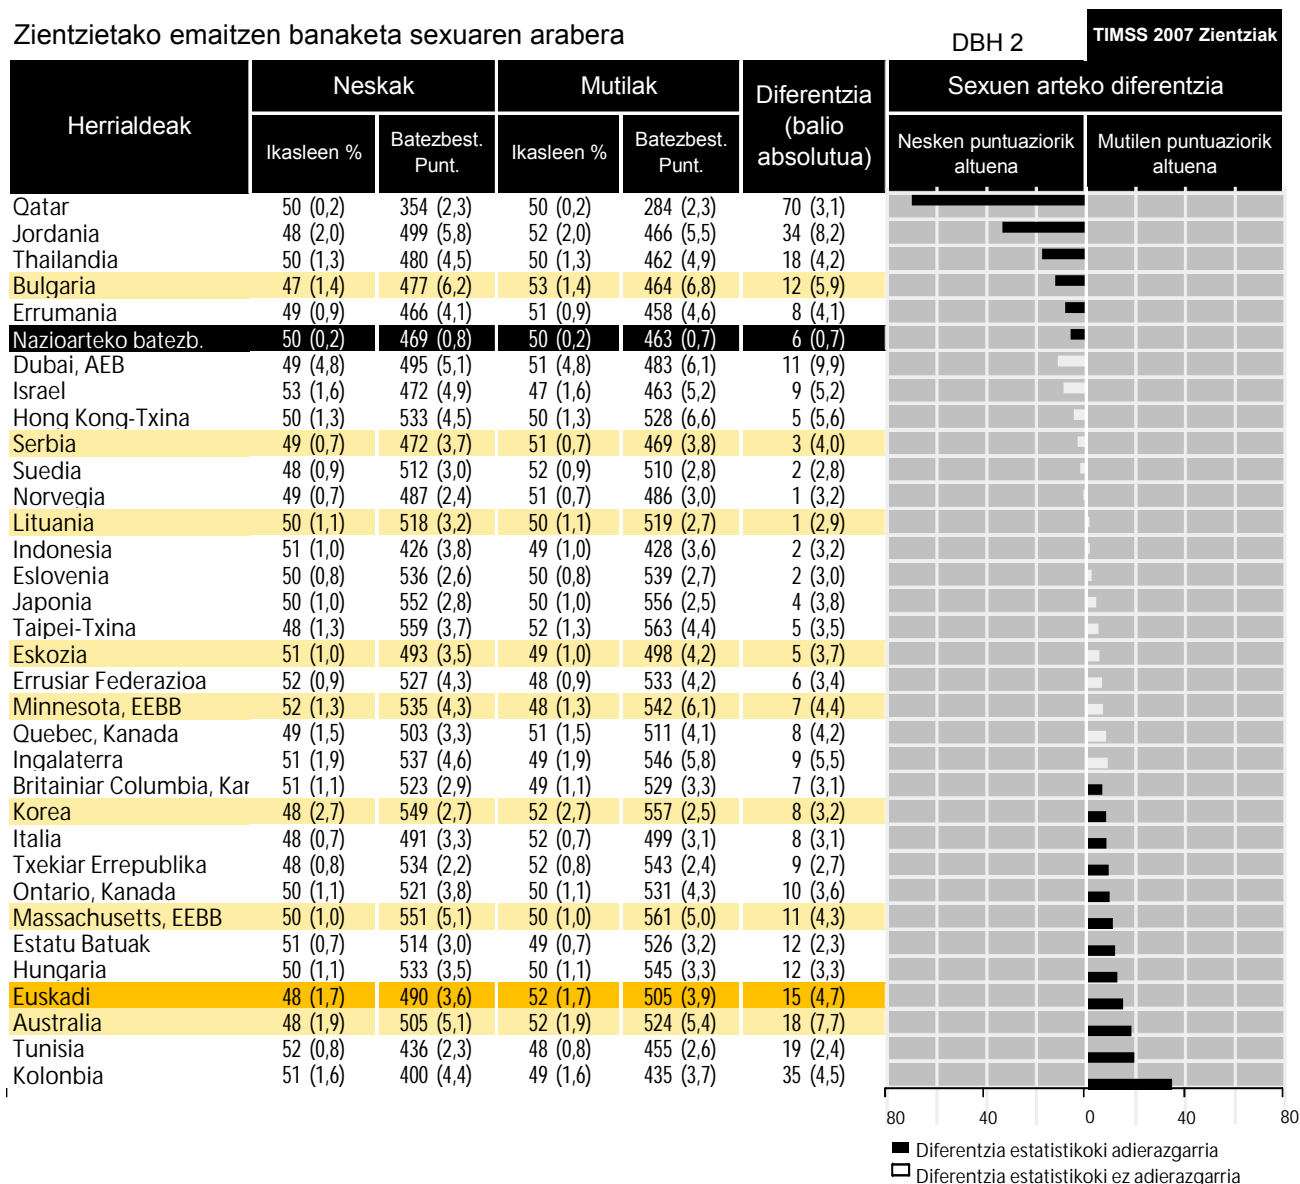 Zientzietako emaitzen banaketa sexuaren arabera
DBH 2
TIMSS 2007 Zientziak
Herrialdeak
Neskak
Mutilak
Diferentzia (balio absolutua)
Sexuen arteko diferentzia
Ikasleen %
Batezbest. Punt.
Ikasleen %
Batezbest. Punt.
Nesken puntuaziorik altuena
Mutilen puntuaziorik altuena
Qatar 50 (0,2) 354 (2,3) 50 (0,2) 284 (2,3) 70 (3,1)
Jordania 48 (2,0) 499 (5,8) 52 (2,0) 466 (5,5) 34 (8,2)
Thailandia 50 (1,3) 480 (4,5) 50 (1,3) 462 (4,9) 18 (4,2)
Bulgaria 47 (1,4) 477 (6,2) 53 (1,4) 464 (6,8) 12 (5,9)
Errumania 49 (0,9) 466 (4,1) 51 (0,9) 458 (4,6) 8 (4,1)
Nazioarteko batezb. 50 (0,2) 469 (0,8) 50 (0,2) 463 (0,7) 6 (0,7)
Dubai, AEB 49 (4,8) 495 (5,1) 51 (4,8) 483 (6,1) 11 (9,9)
Israel 53 (1,6) 472 (4,9) 47 (1,6) 463 (5,2) 9 (5,2)
Hong Kong-Txina 50 (1,3) 533 (4,5) 50 (1,3) 528 (6,6) 5 (5,6)
Serbia 49 (0,7) 472 (3,7) 51 (0,7) 469 (3,8) 3 (4,0)
Suedia 48 (0,9) 512 (3,0) 52 (0,9) 510 (2,8) 2 (2,8)
Norvegia 49 (0,7) 487 (2,4) 51 (0,7) 486 (3,0) 1 (3,2)
Lituania 50 (1,1) 518 (3,2) 50 (1,1) 519 (2,7) 1 (2,9)
Indonesia 51 (1,0) 426 (3,8) 49 (1,0) 428 (3,6) 2 (3,2)
Eslovenia 50 (0,8) 536 (2,6) 50 (0,8) 539 (2,7) 2 (3,0)
Japonia 50 (1,0) 552 (2,8) 50 (1,0) 556 (2,5) 4 (3,8)
Taipei-Txina 48 (1,3) 559 (3,7) 52 (1,3) 563 (4,4) 5 (3,5)
Eskozia 51 (1,0) 493 (3,5) 49 (1,0) 498 (4,2) 5 (3,7)
Errusiar Federazioa 52 (0,9) 527 (4,3) 48 (0,9) 533 (4,2) 6 (3,4)
Minnesota, EEBB 52 (1,3) 535 (4,3) 48 (1,3) 542 (6,1) 7 (4,4)
Quebec, Kanada 49 (1,5) 503 (3,3) 51 (1,5) 511 (4,1) 8 (4,2)
Ingalaterra 51 (1,9) 537 (4,6) 49 (1,9) 546 (5,8) 9 (5,5)
Britainiar Columbia, Kar 51 (1,1) 523 (2,9) 49 (1,1) 529 (3,3) 7 (3,1)
Korea 48 (2,7) 549 (2,7) 52 (2,7) 557 (2,5) 8 (3,2)
Italia 48 (0,7) 491 (3,3) 52 (0,7) 499 (3,1) 8 (3,1)
Txekiar Errepublika 48 (0,8) 534 (2,2) 52 (0,8) 543 (2,4) 9 (2,7)
Ontario, Kanada 50 (1,1) 521 (3,8) 50 (1,1) 531 (4,3) 10 (3,6)
Massachusetts, EEBB 50 (1,0) 551 (5,1) 50 (1,0) 561 (5,0) 11 (4,3)
Estatu Batuak 51 (0,7) 514 (3,0) 49 (0,7) 526 (3,2) 12 (2,3)
Hungaria 50 (1,1) 533 (3,5) 50 (1,1) 545 (3,3) 12 (3,3)
Euskadi 48 (1,7) 490 (3,6) 52 (1,7) 505 (3,9) 15 (4,7)
Australia 48 (1,9) 505 (5,1) 52 (1,9) 524 (5,4) 18 (7,7)
Tunisia 52 (0,8) 436 (2,3) 48 (0,8) 455 (2,6) 19 (2,4)
Kolonbia 51 (1,6) 400 (4,4) 49 (1,6) 435 (3,7) 35 (4,5)
80 40 0 40 80
Diferentzia estatistikoki adierazgarria
Diferentzia estatistikoki ez adierazgarria